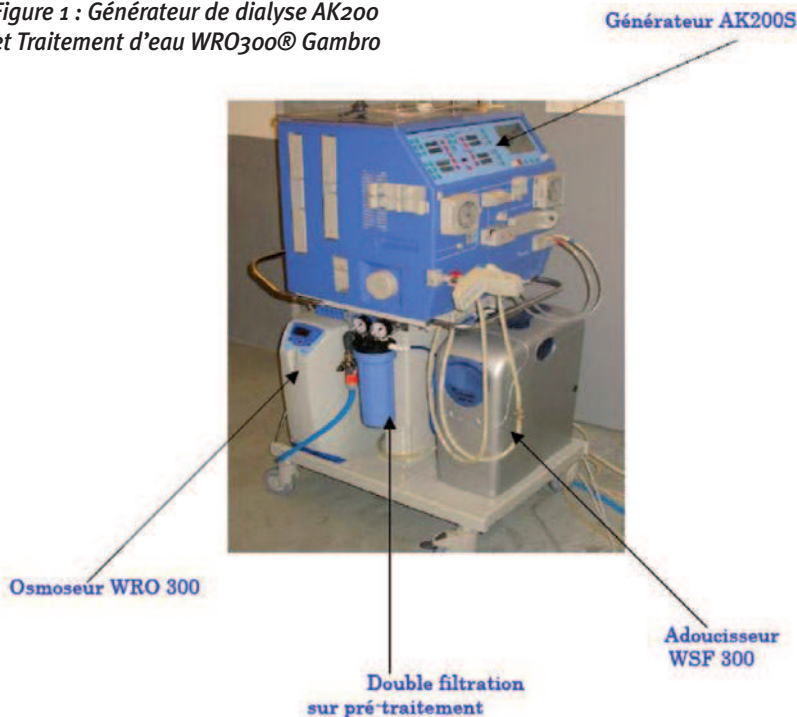 Figure 1 : Générateur de dialyse AK200
et Traitement d'eau WRO300® Gambro
Générateur AK200S
Osmoseur WRO 300
Adoucisseur
WSF 300
Double filtration
sur pré-traitement